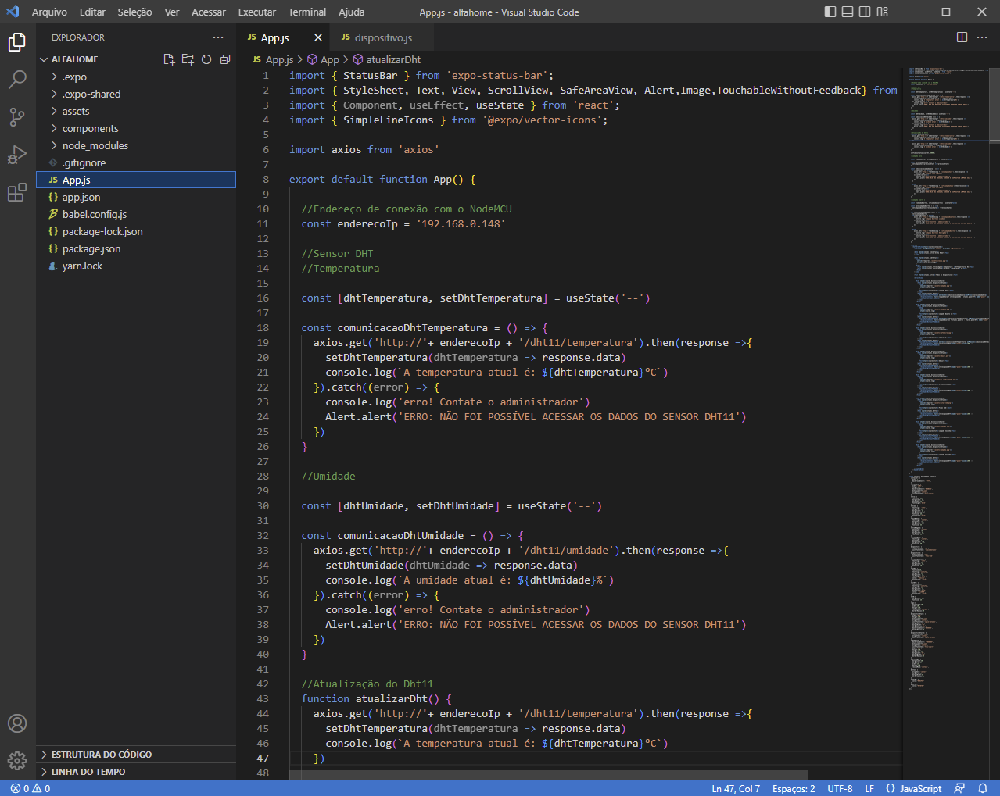 Arquivo Editar Seleção Ver Acessar Executar Terminal Ajuda App.js - alfahome - Visual Studio Code
EXPLORADOR ···
ALFAHOME
.expo
.expo-shared
assets
components
node_modules
.gitignore
JS App.js
{} app.json
babel.config.js
{} package-lock.json
{} package.json
yarn.lock
ESTRUTURA DO CÓDIGO
LINHA DO TEMPO
JS App.js JS dispositivo.js ···
JS App.js > App > atualizarDht
1 import { StatusBar } from 'expo-status-bar';
2 import { StyleSheet, Text, View, ScrollView, SafeAreaView, Alert,Image,TouchableWithoutFeedback} from
3 import { Component, useEffect, useState } from 'react';
4 import { SimpleLineIcons } from '@expo/vector-icons';
5
6 import axios from 'axios'
7
8 export default function App() {
9
10 //Endereço de conexão com o NodeMCU
11 const enderecoIp = '192.168.0.148'
12
13 //Sensor DHT
14 //Temperatura
15
16 const [dhtTemperatura, setDhtTemperatura] = useState('--')
17
18 const comunicacaoDhtTemperatura = () => {
19 axios.get('http://'+ enderecoIp + '/dht11/temperatura').then(response =>{
20 setDhtTemperatura(dhtTemperatura => response.data)
21 console.log(`A temperatura atual é: ${dhtTemperatura}ºC`)
22 }).catch((error) => {
23 console.log('erro! Contate o administrador')
24 Alert.alert('ERRO: NÃO FOI POSSÍVEL ACESSAR OS DADOS DO SENSOR DHT11')
25 })
26 }
27
28 //Umidade
29
30 const [dhtUmidade, setDhtUmidade] = useState('--')
31
32 const comunicacaoDhtUmidade = () => {
33 axios.get('http://'+ enderecoIp + '/dht11/umidade').then(response =>{
34 setDhtUmidade(dhtUmidade => response.data)
35 console.log(`A umidade atual é: ${dhtUmidade}%`)
36 }).catch((error) => {
37 console.log('erro! Contate o administrador')
38 Alert.alert('ERRO: NÃO FOI POSSÍVEL ACESSAR OS DADOS DO SENSOR DHT11')
39 })
40 }
41
42 //Atualização do Dht11
43 function atualizarDht() {
44 axios.get('http://'+ enderecoIp + '/dht11/temperatura').then(response =>{
45 setDhtTemperatura(dhtTemperatura => response.data)
46 console.log(`A temperatura atual é: ${dhtTemperatura}ºC`)
47 })
48
0 0 Ln 47, Col 7 Espaços: 2 UTF-8 LF {} JavaScript